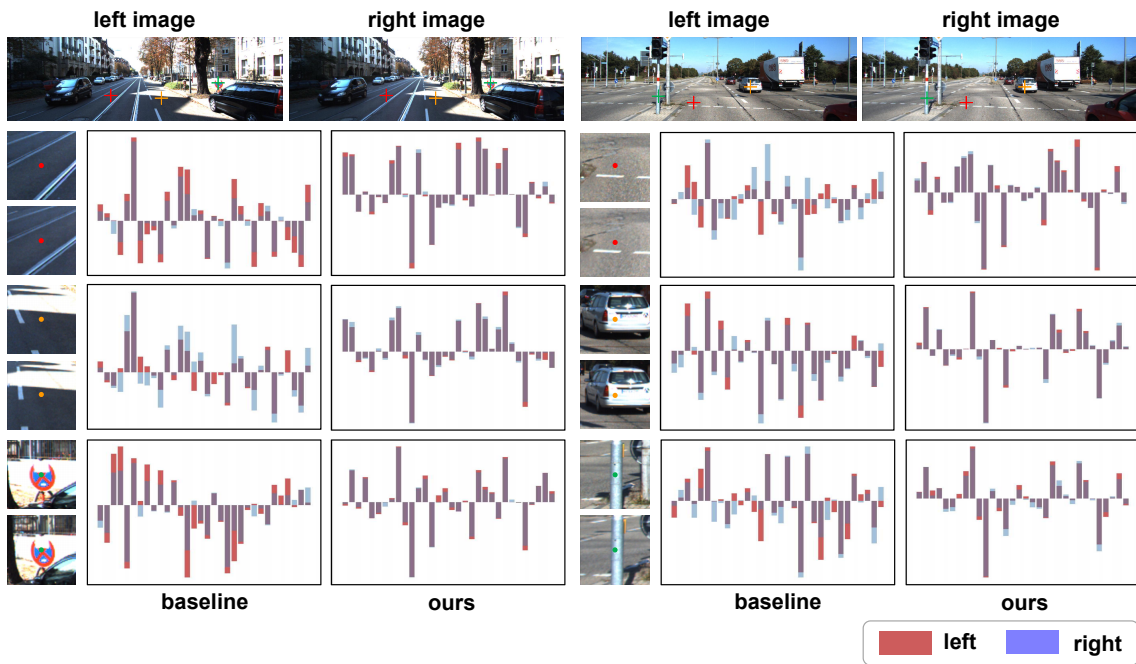 left image
right image
left image
right image
baseline
ours
baseline
ours
left
right